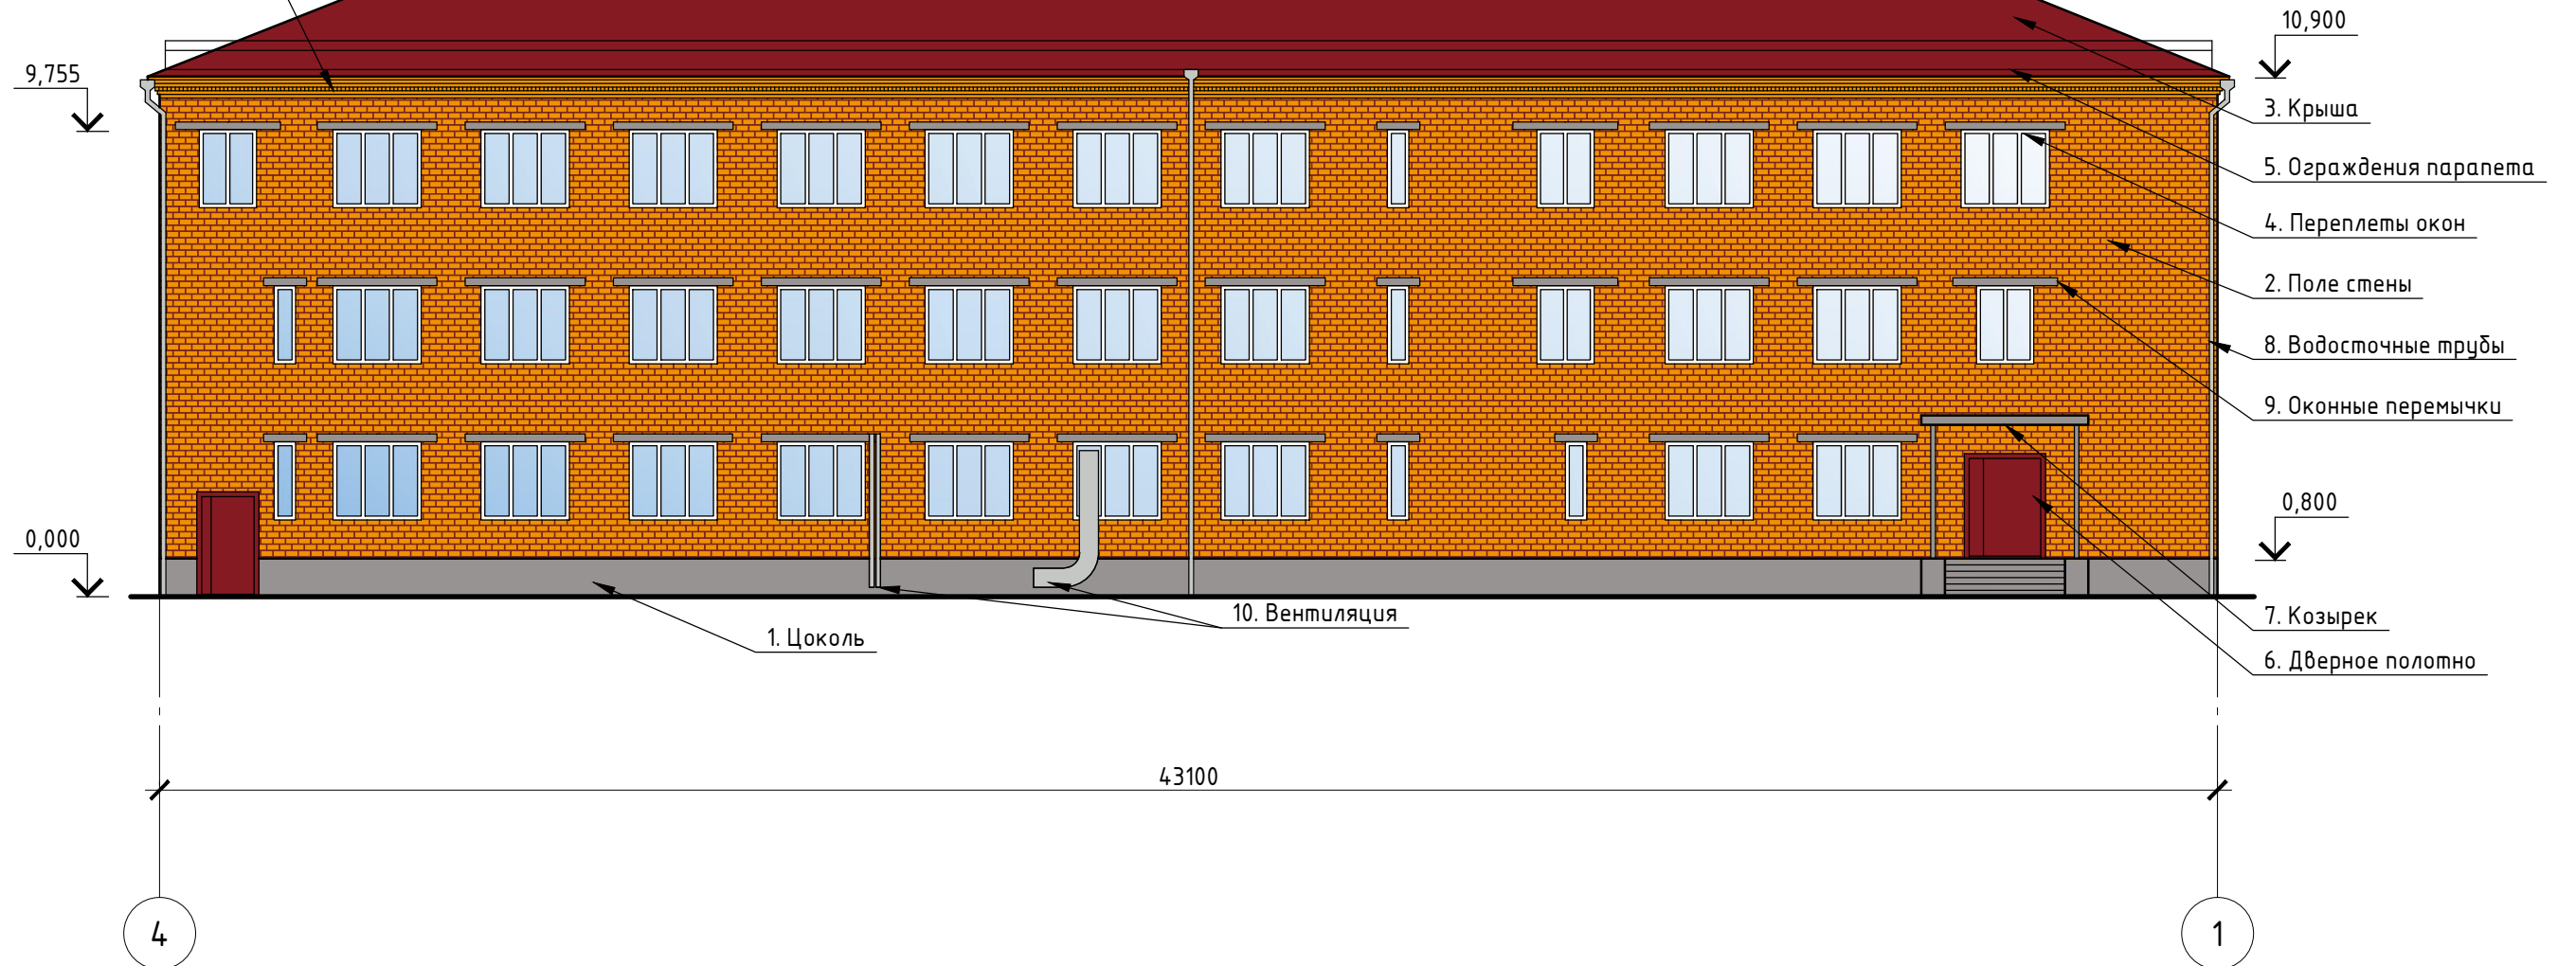 10,900
9,755
3. Крыша
5. Ограждения парапета
4. Переплеты окон
2. Поле стены
8. Водосточные трубы
9. Оконные перемычки
0,800
0,000
10. Вентиляция
7. Козырек
1. Цоколь
6. Дверное полотно
43100
4
1